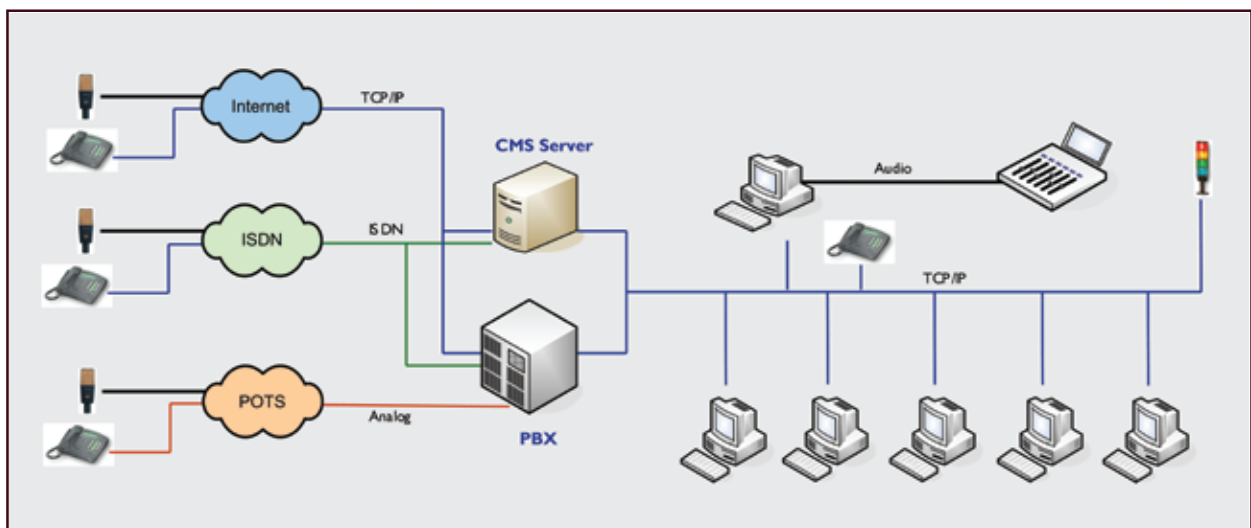 Internet
TCP/IP
CMS Server
Audio
ISDN
ISDN
TCP/IP
POTS
Analog
PBX